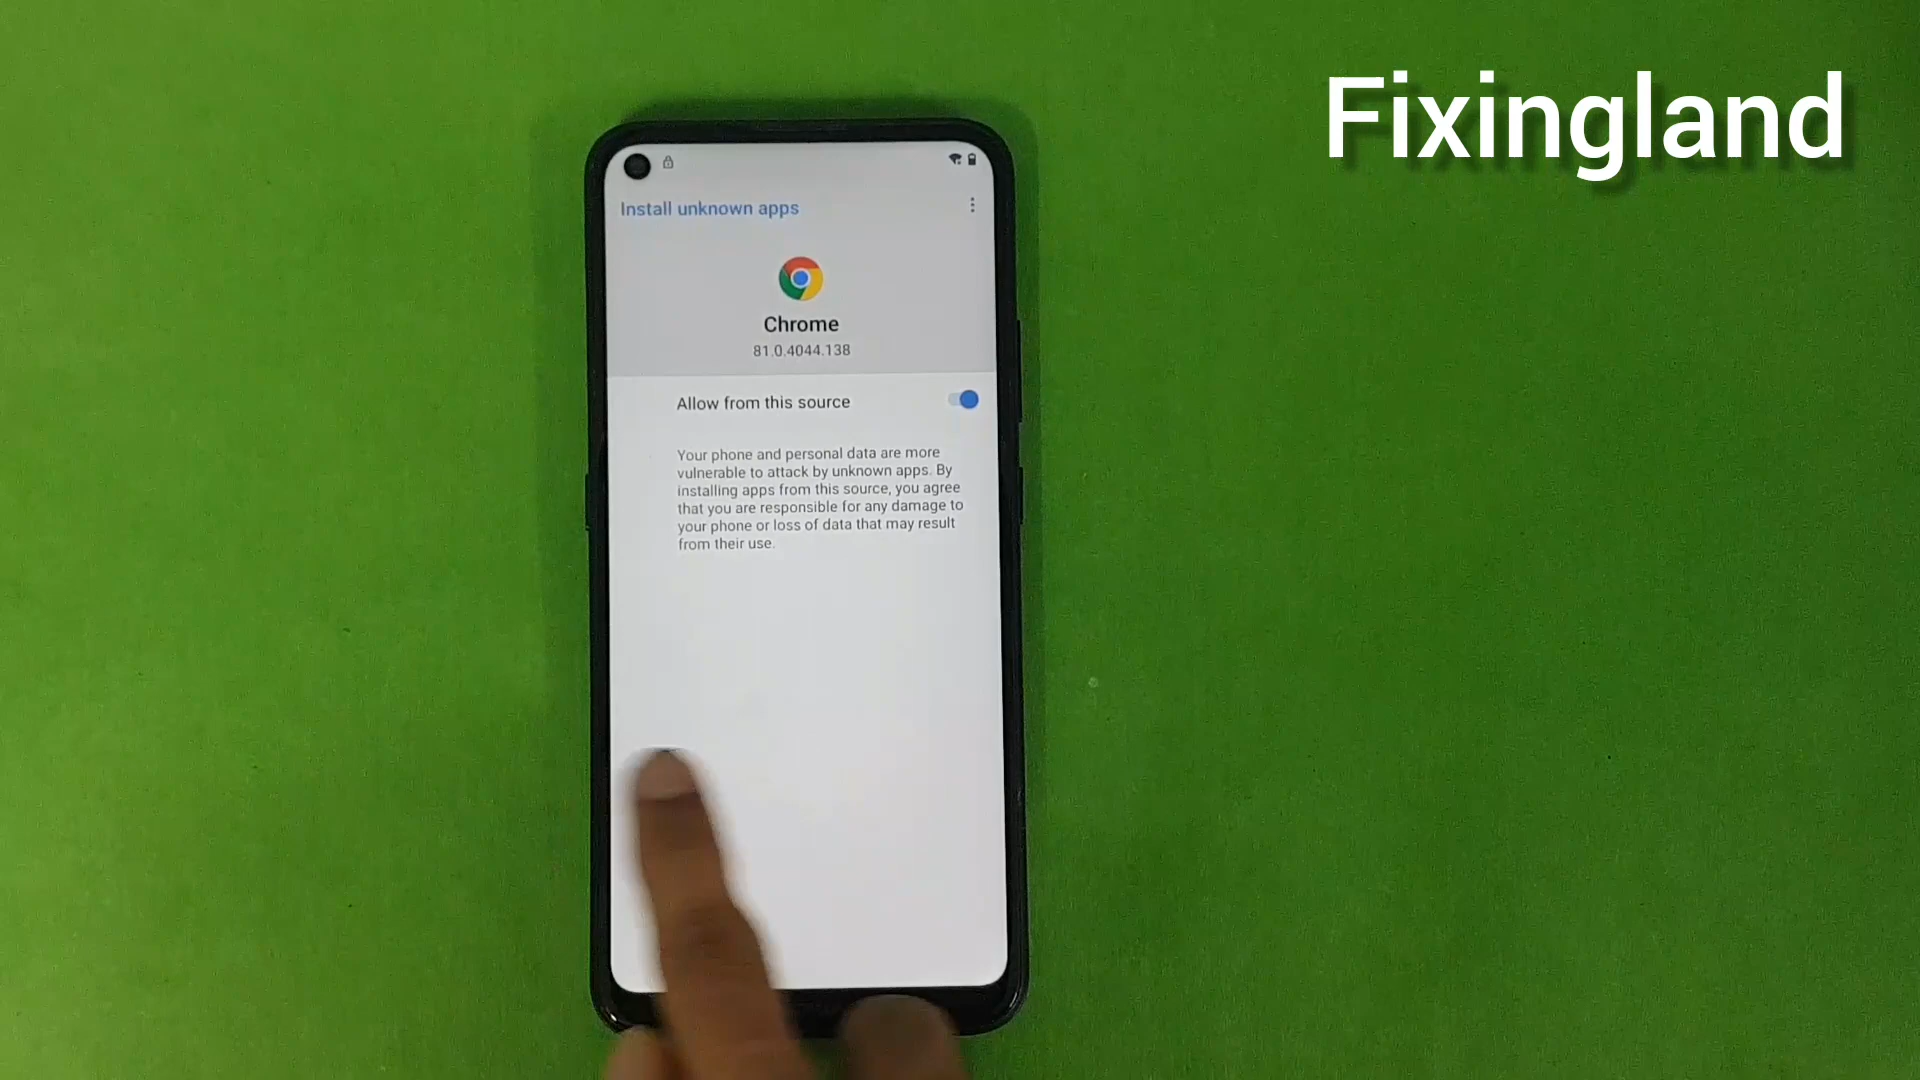 Fixingland
Install unknown apps
Chrome
81.0.4044.138
Allow from this source
Your phone and personal data are more
vulnerable to attack by unknown apps. By
installing apps from this source, you agree
that you are responsible for any damage to
your phone or loss of data that may result
from their use.